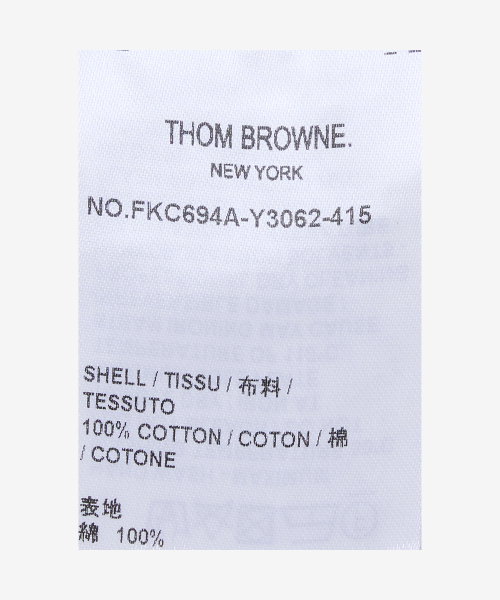 THOM BROWNE.
NEW YORK
NO.FKC694A-Y3062-415
SHELL / TISSU / 布料 /
TESSUTO
100% COTTON / COTON / 棉
/ COTONE
表地
綿 100%